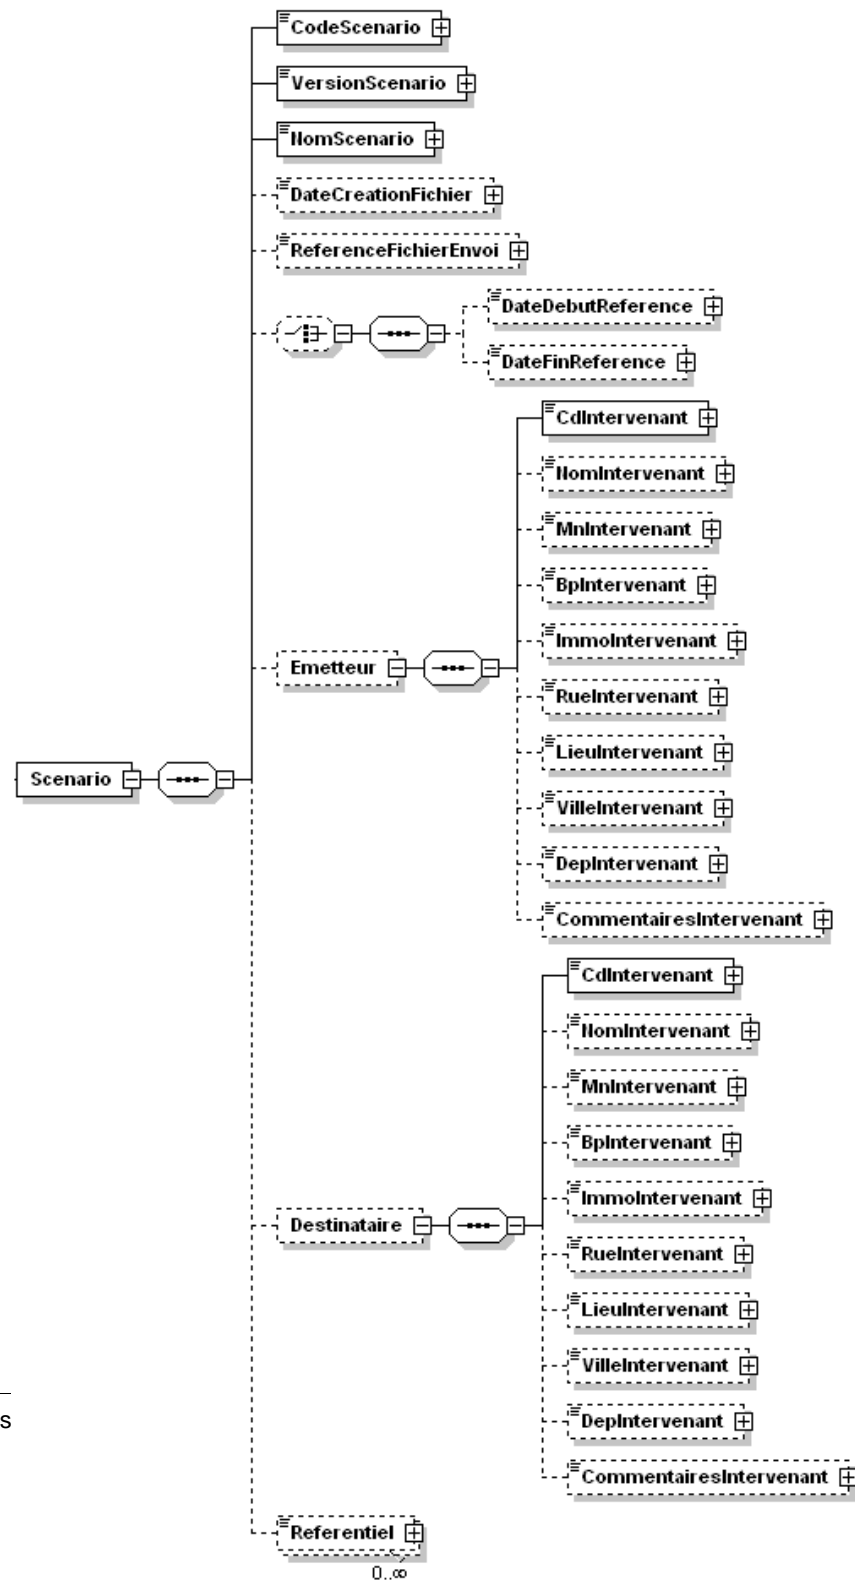 CodeScenario
VersionScenario
NomScenario
DateCreationFichier
ReferenceFichierEnvoi
DateDebutReference
DateFinReference
CdIntervenant
NomIntervenant
MnIntervenant
BpIntervenant
ImmoIntervenant
Emetteur
RueIntervenant
LieuIntervenant
Scenario
VilleIntervenant
DepIntervenant
CommentairesIntervenant
CdIntervenant
NomIntervenant
MnIntervenant
BpIntervenant
ImmoIntervenant
Destinataire
RueIntervenant
LieuIntervenant
VilleIntervenant
s
DepIntervenant
CommentairesIntervenant
Referentiel
0..∞